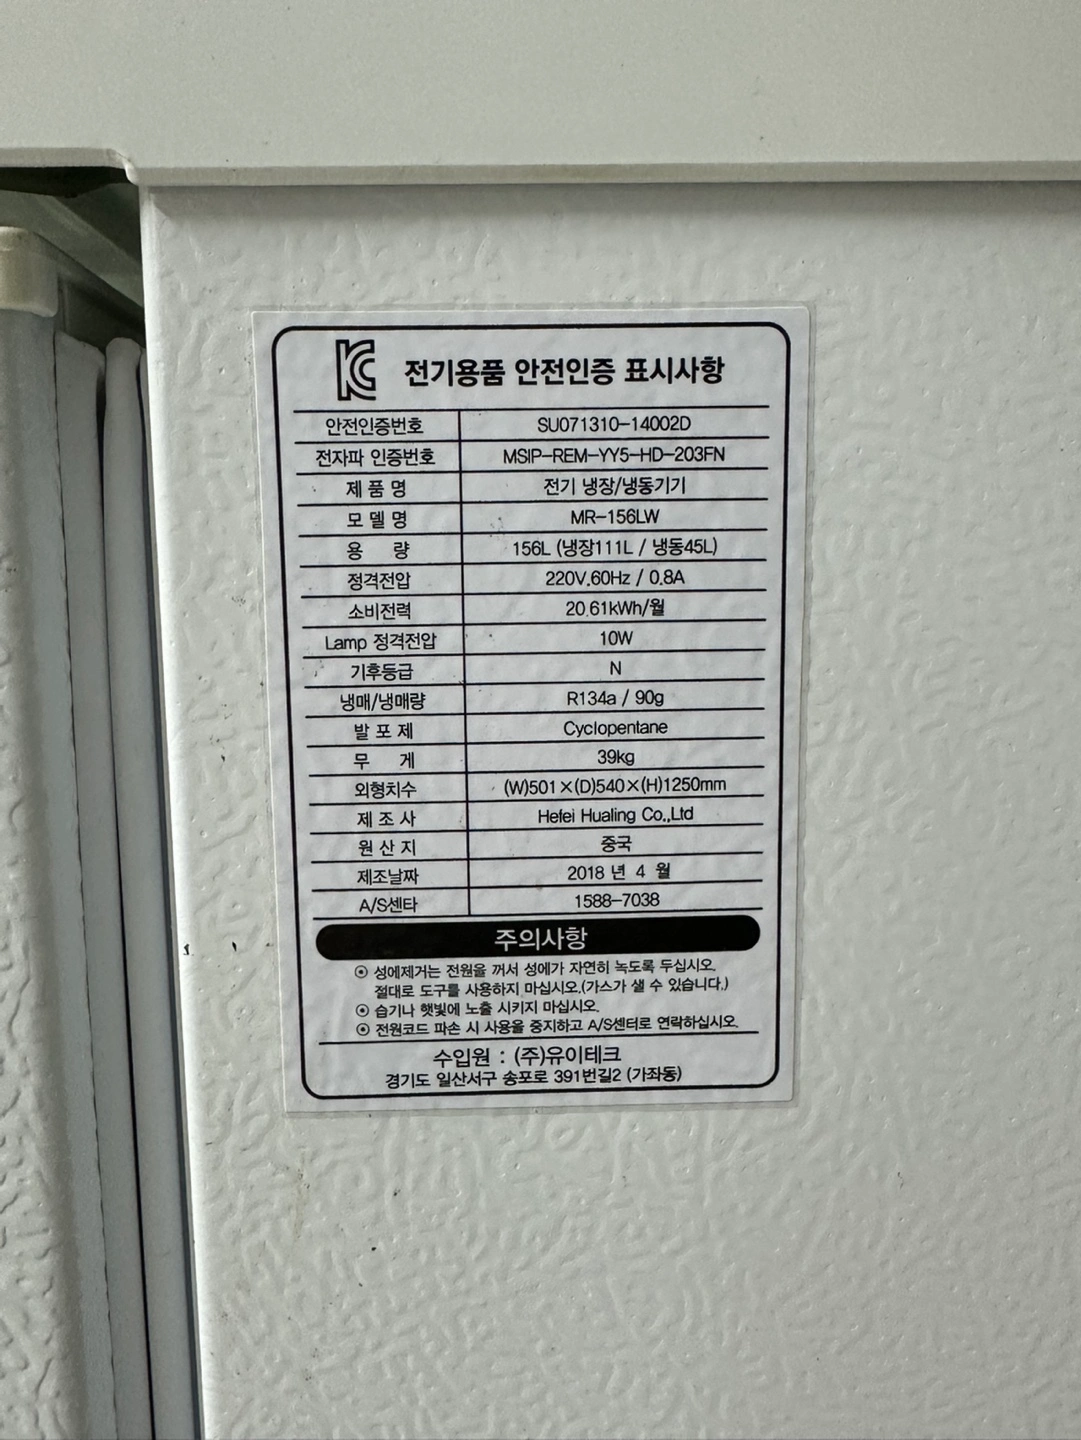 KC 전기용품 안전인증 표시사항
안전인증번호 SU071310-14002D
전자파 인증번호 MSIP-REM-YY5-HD-203FN
제 품 명 전기 냉장/냉동기기
모 델 명 MR-156LW
용 량 156L (냉장111L / 냉동45L)
정격전압 220V.60Hz / 0.8A
소비전력 20.61kWh/월
Lamp 정격전압 10W
기후등급 N
냉매/냉매량 R134a / 90g
발 포 제 Cyclopentane
무 게 39kg
외형치수 (W)501×(D)540×(H)1250mm
제 조 사 Hefei Hualing Co.,Ltd
원 산 지 중국
제조날짜 2018 년 4 월
A/S센타 1588-7038
주의사항
⊙ 성에제거는 전원을 꺼서 성에가 자연히 녹도록 두십시오.
절대로 도구를 사용하지 마십시오.(가스가 샐 수 있습니다.)
⊙ 습기나 햇빛에 노출 시키지 마십시오.
⊙ 전원코드 파손 시 사용을 중지하고 A/S센터로 연락하십시오.
수입원 : (주)유이테크
경기도 일산서구 송포로 391번길2 (가좌동)